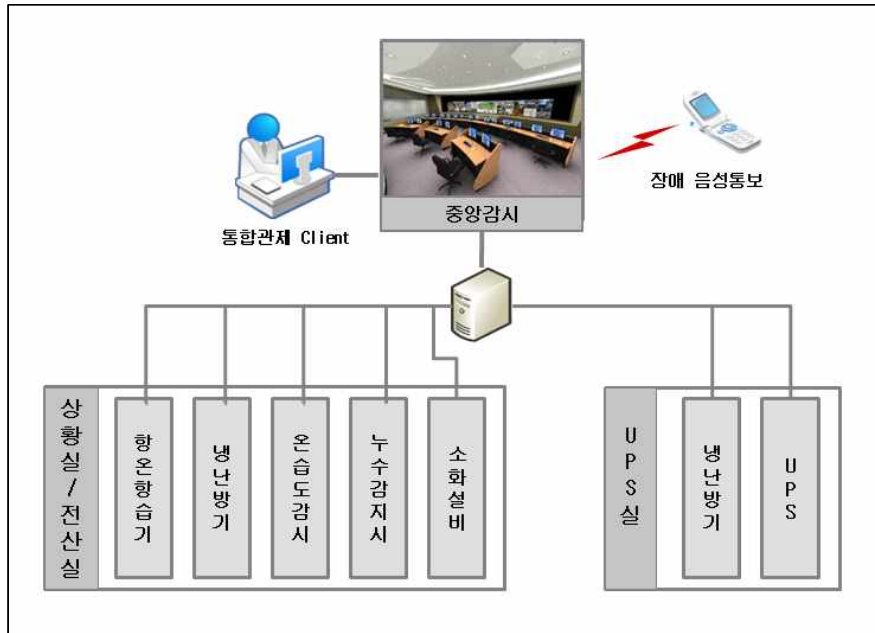 중앙감시
장애 음성통보
통합관제 Client
상황실/전산실
항온항습기
냉난방기
온습도감시
누수감지시
소화설비
UPS실
냉난방기
UPS